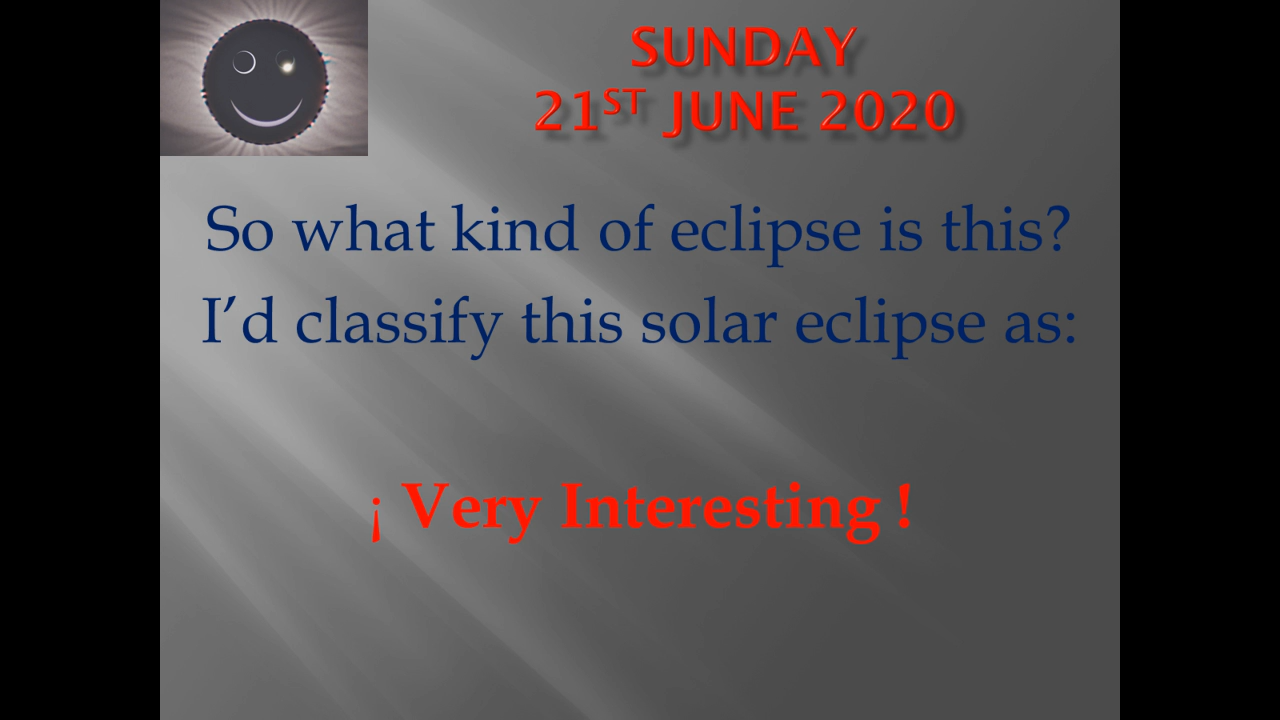 SUNDAY
21ST JUNE 2020
So what kind of eclipse is this?
I’d classify this solar eclipse as:
¡ Very Interesting !